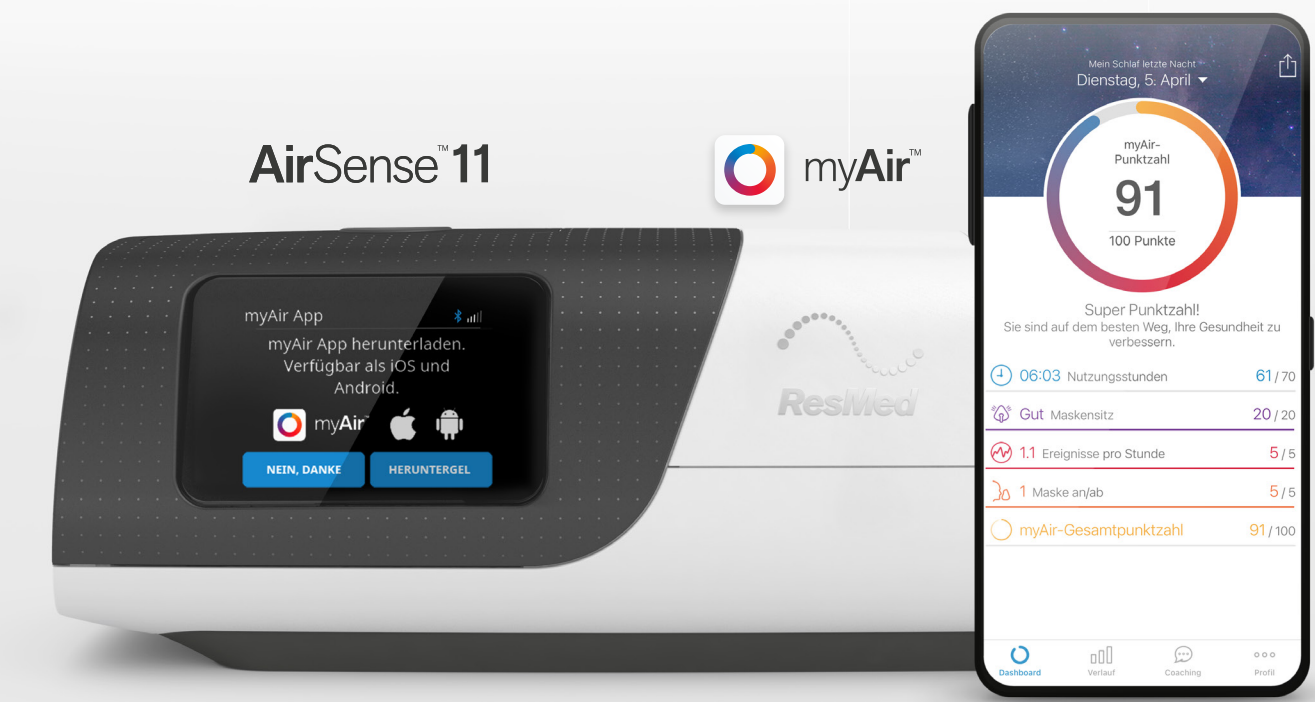 AirSense™ 11
myAir™
myAir App
myAir App herunterladen.
Verfügbar als iOS und
Android.
myAir™
NEIN, DANKE
HERUNTERGEL
ResMed
Mein Schlaf letzte Nacht
Dienstag, 5. April
myAir-
Punktzahl
91
100 Punkte
Super Punktzahl!
Sie sind auf dem besten Weg, Ihre Gesundheit zu
verbessern.
06:03 Nutzungsstunden 61 / 70
Gut Maskensitz 20 / 20
1.1 Ereignisse pro Stunde 5 / 5
1 Maske an/ab 5 / 5
myAir-Gesamtpunktzahl 91 / 100
Dashboard Verlauf Coaching Profil